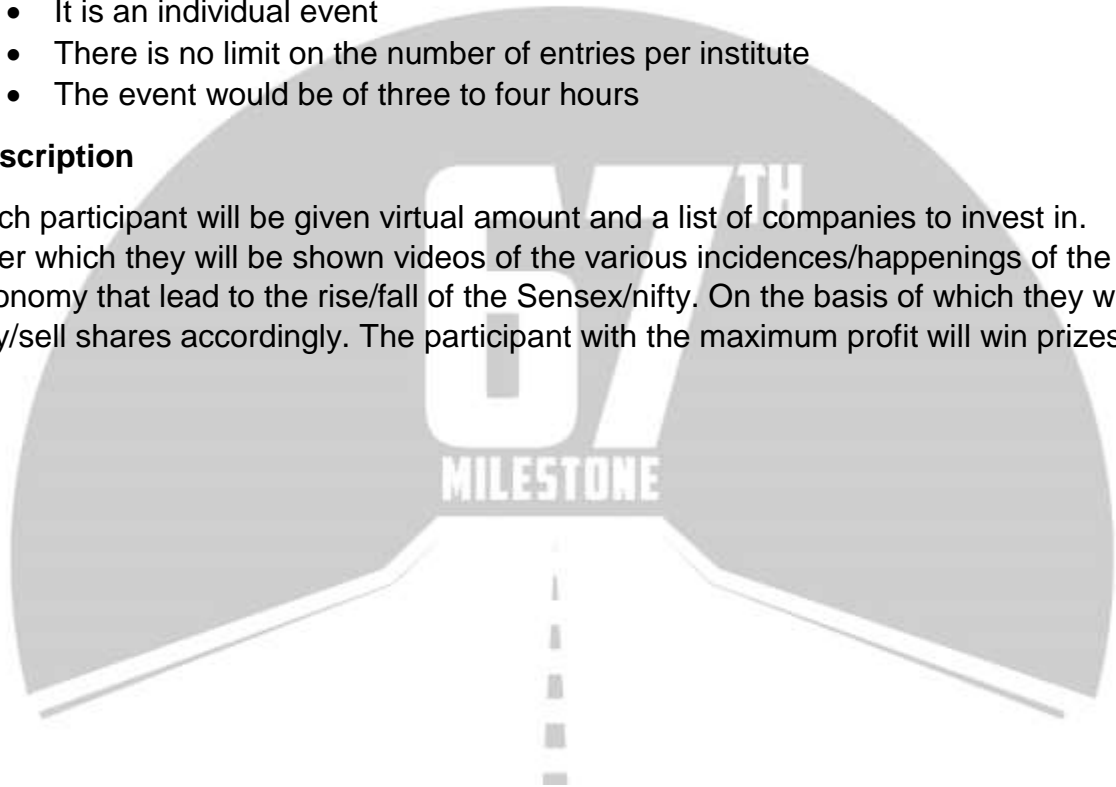 • It is an individual event
• There is no limit on the number of entries per institute
• The event would be of three to four hours
scription
ch participant will be given virtual amount and a list of companies to invest in.
er which they will be shown videos of the various incidences/happenings of the
onomy that lead to the rise/fall of the Sensex/nifty. On the basis of which they w
y/sell shares accordingly. The participant with the maximum profit will win prizes
67TH
MILESTONE